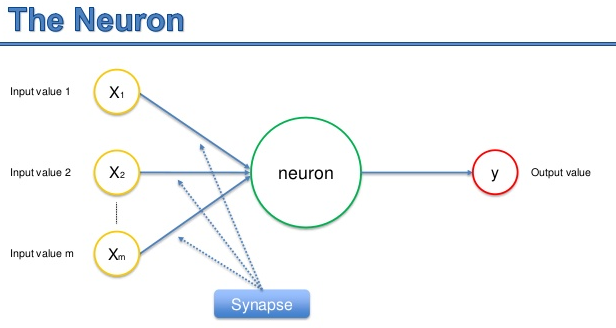 The Neuron
Input value 1
X1
Input value 2
X2
neuron
y
Output value
Input value m
Xm
Synapse